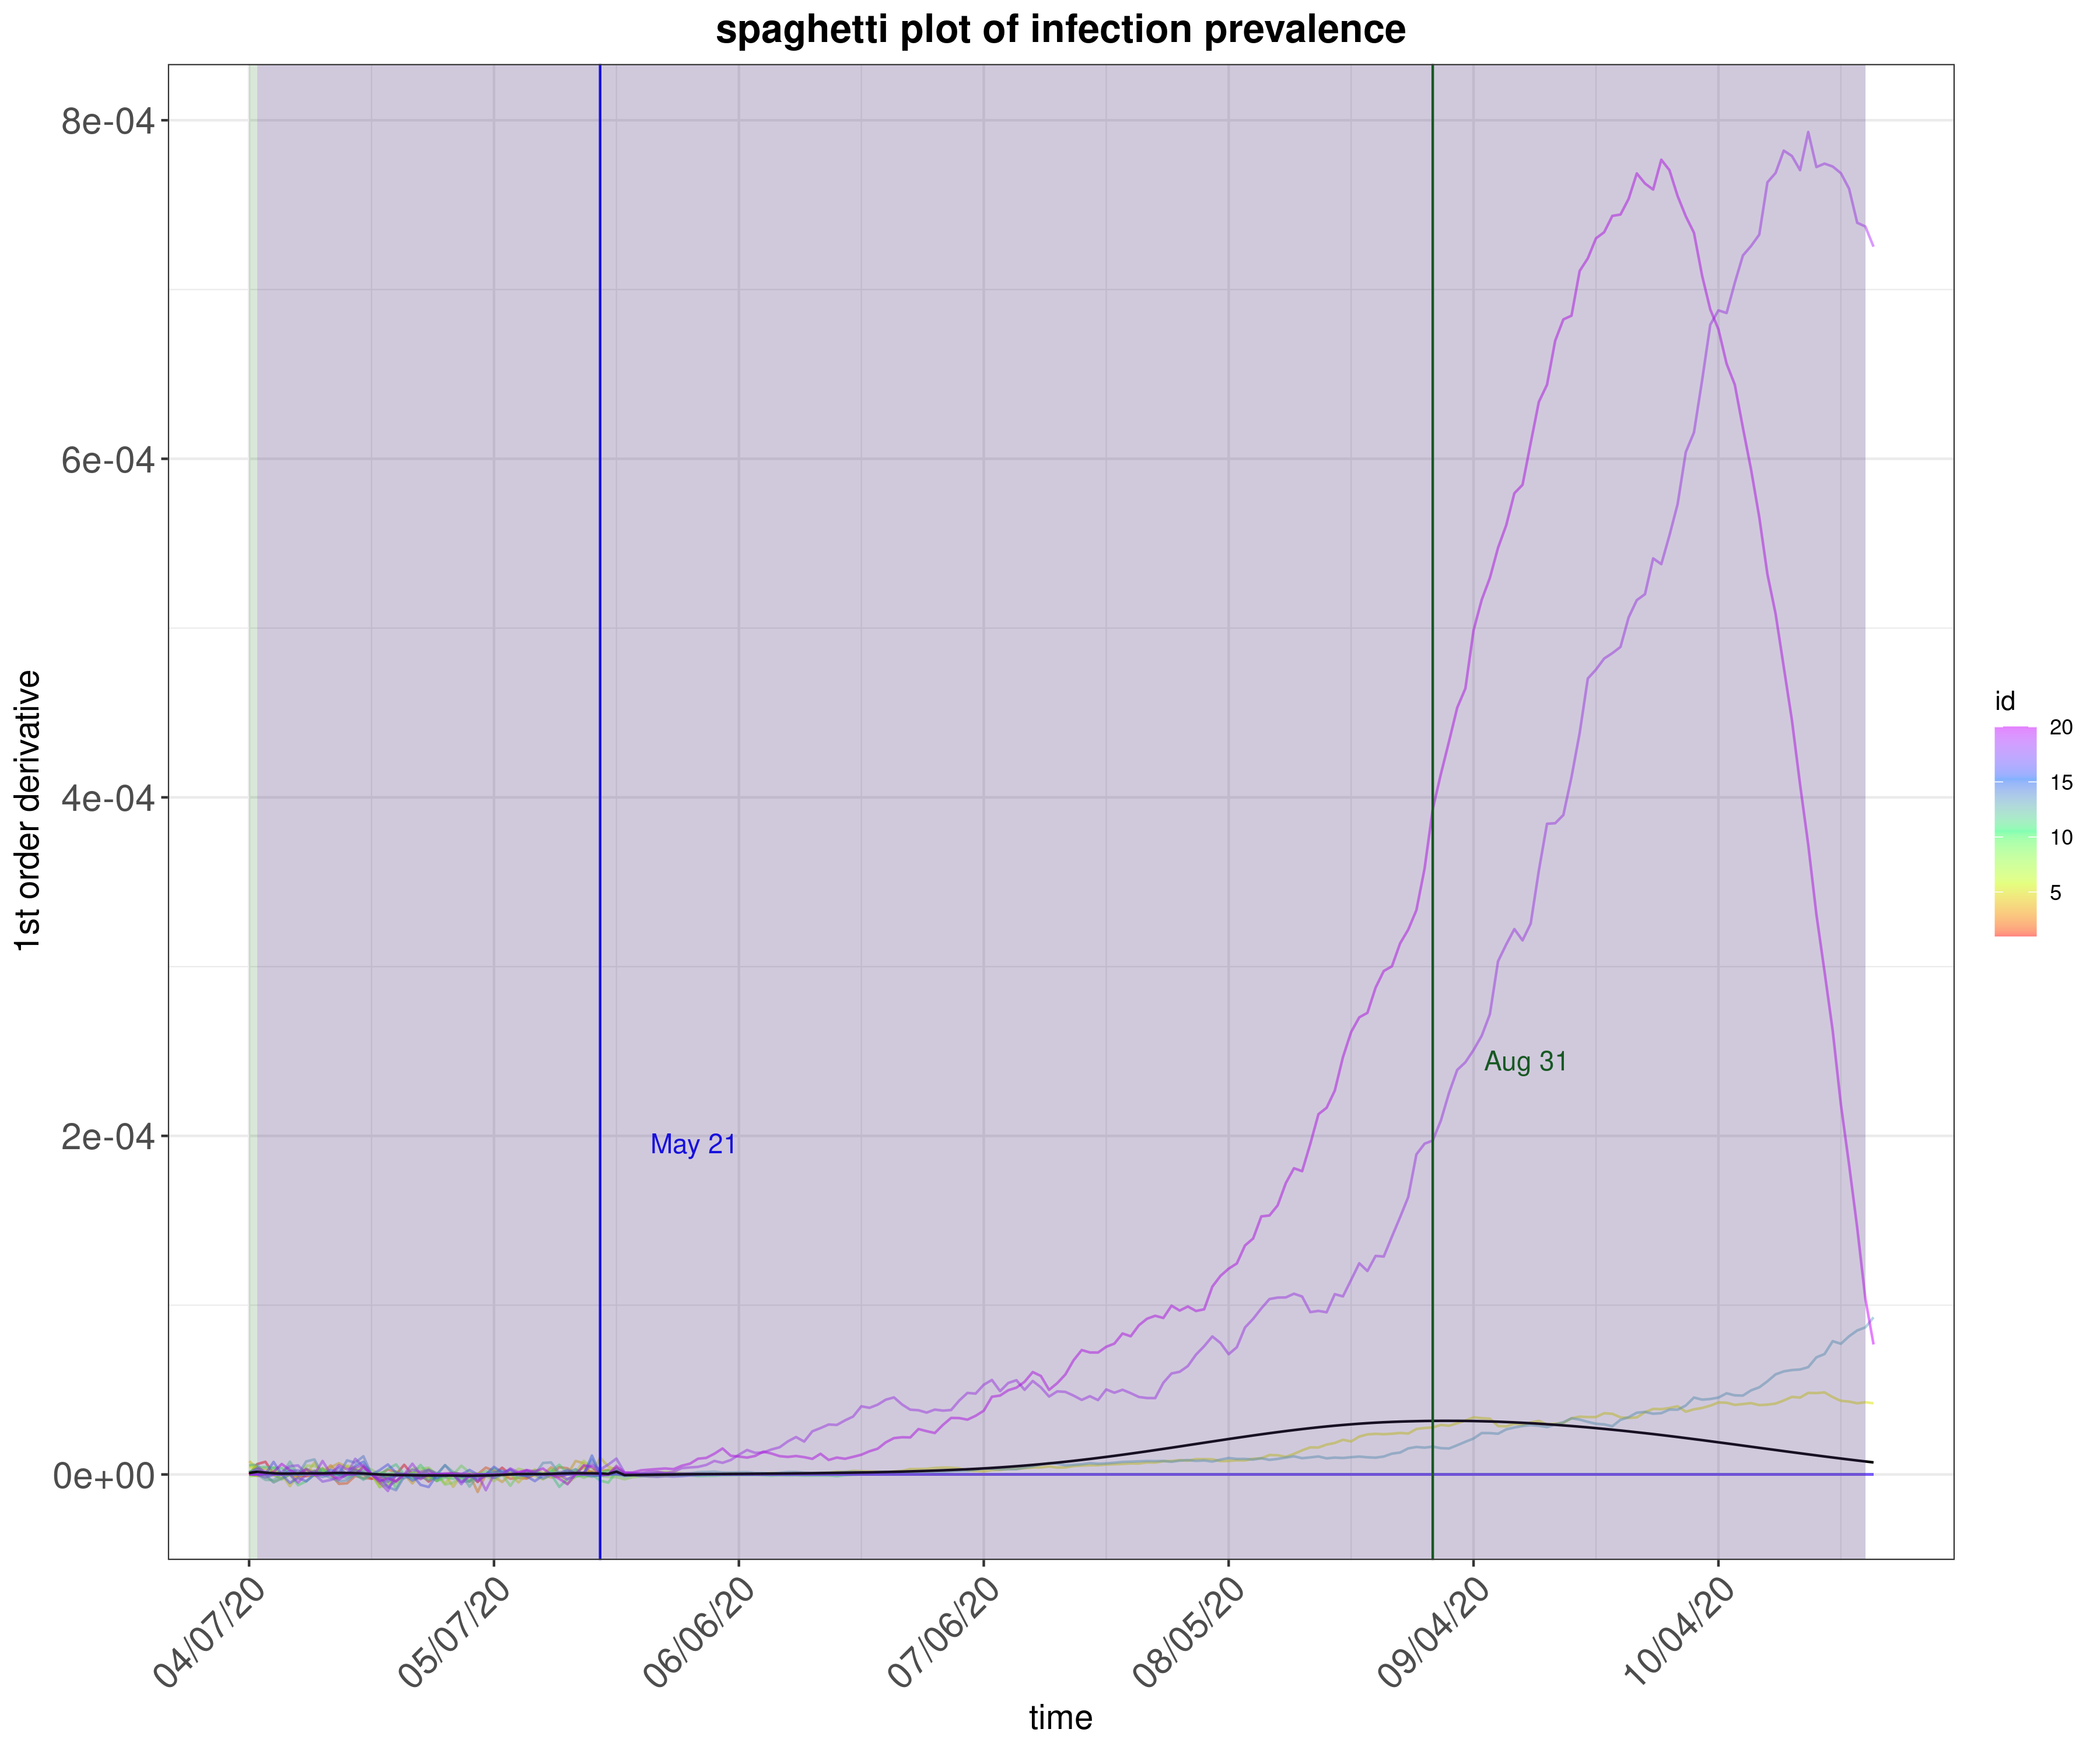 spaghetti plot of infection prevalence
8e-04
6e-04
4e-04
2e-04
0e+00
1st order derivative
May 21
Aug 31
04/07/20
05/07/20
06/06/20
07/06/20
08/05/20
09/04/20
10/04/20
time
id
20
15
10
5